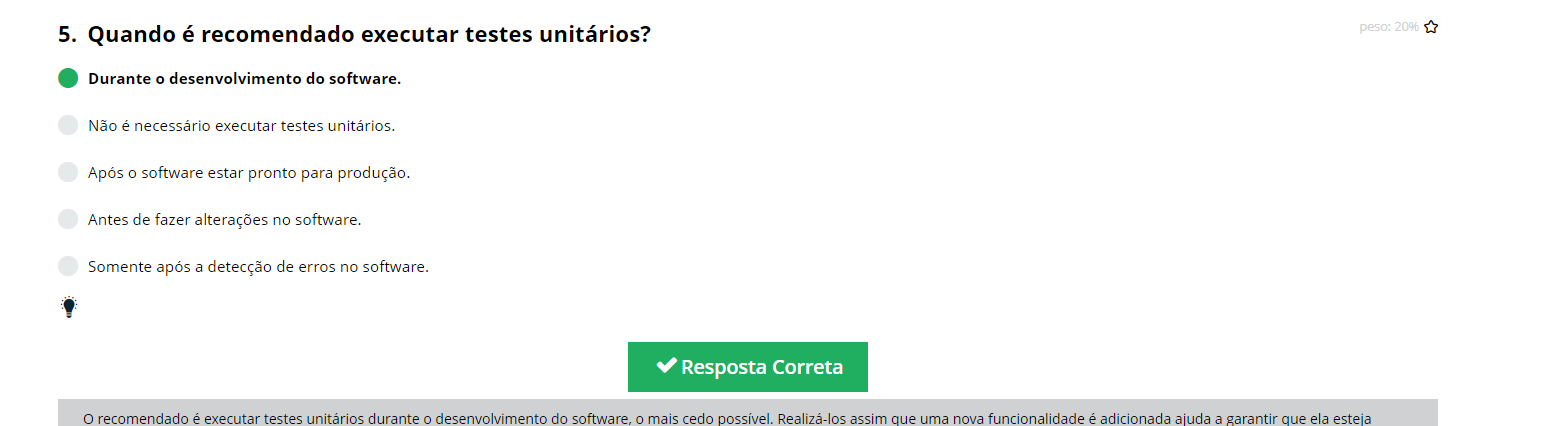 5. Quando é recomendado executar testes unitários?
peso: 20%
Durante o desenvolvimento do software.
Não é necessário executar testes unitários.
Após o software estar pronto para produção.
Antes de fazer alterações no software.
Somente após a detecção de erros no software.
Resposta Correta
O recomendado é executar testes unitários durante o desenvolvimento do software, o mais cedo possível. Realizá-los assim que uma nova funcionalidade é adicionada ajuda a garantir que ela esteja